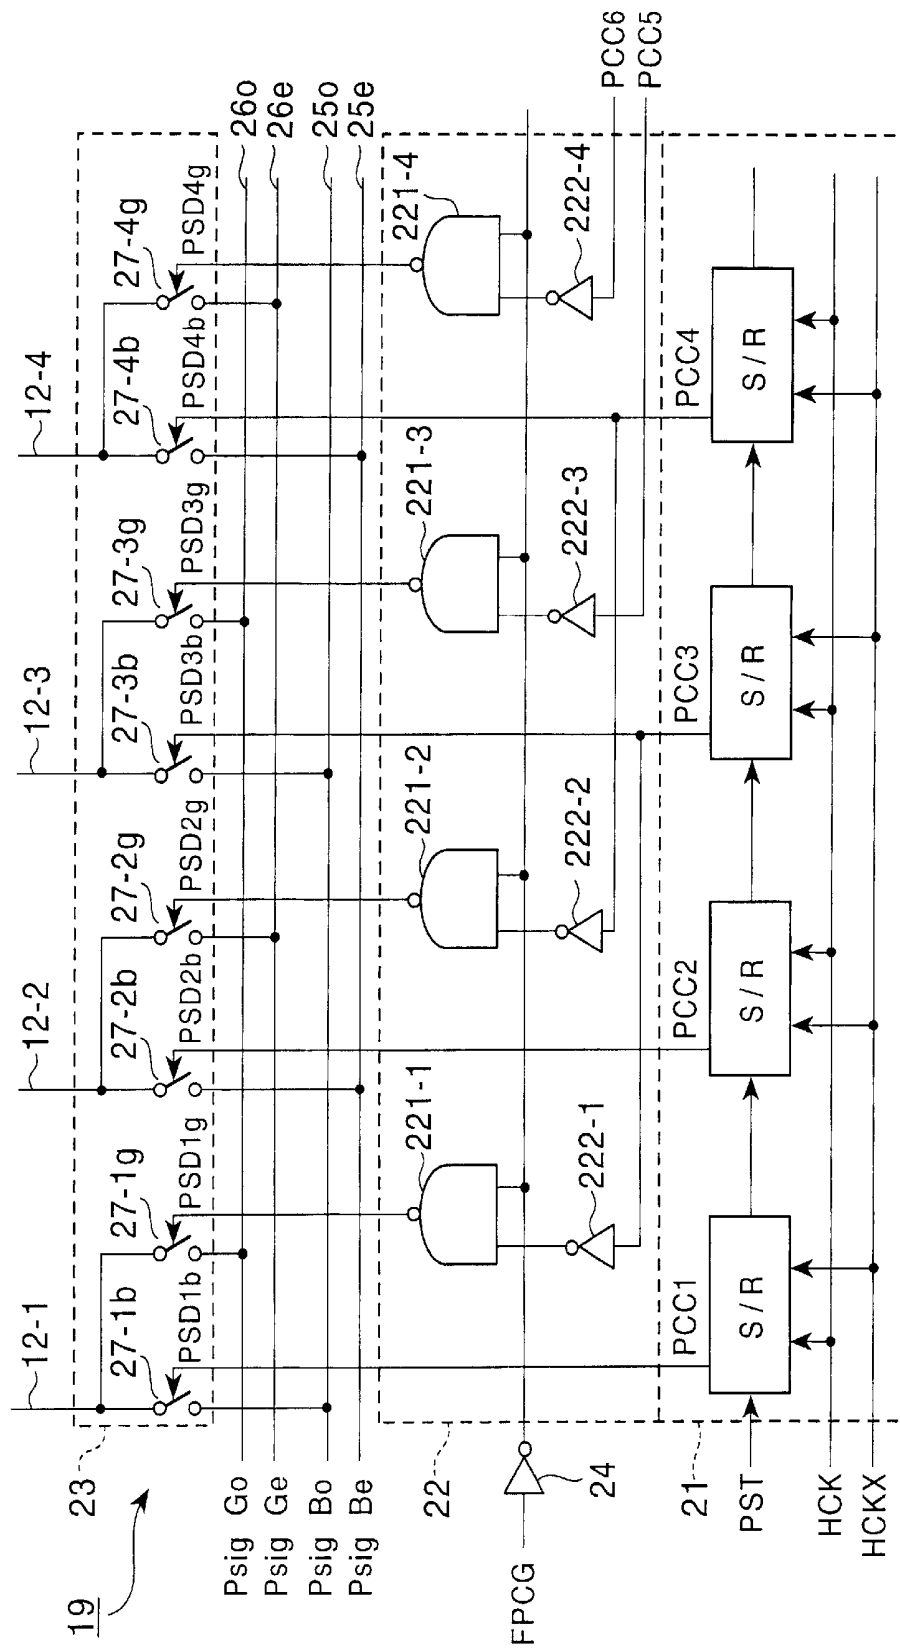 19
12-1
12-2
12-3
12-4
23
27-1b
27-1g
27-2b
27-2g
27-3b
27-3g
27-4b
27-4g
PSD1b
PSD1g
PSD2b
PSD2g
PSD3b
PSD3g
PSD4b
PSD4g
Psig Go
26o
Psig Ge
26e
Psig Bo
25o
Psig Be
25e
22
221-1
221-2
221-3
221-4
FPCG
24
222-1
222-2
222-3
222-4
PCC6
PCC5
21
PCC1
PCC2
PCC3
PCC4
PST
S/R
S/R
S/R
S/R
HCK
HCKX